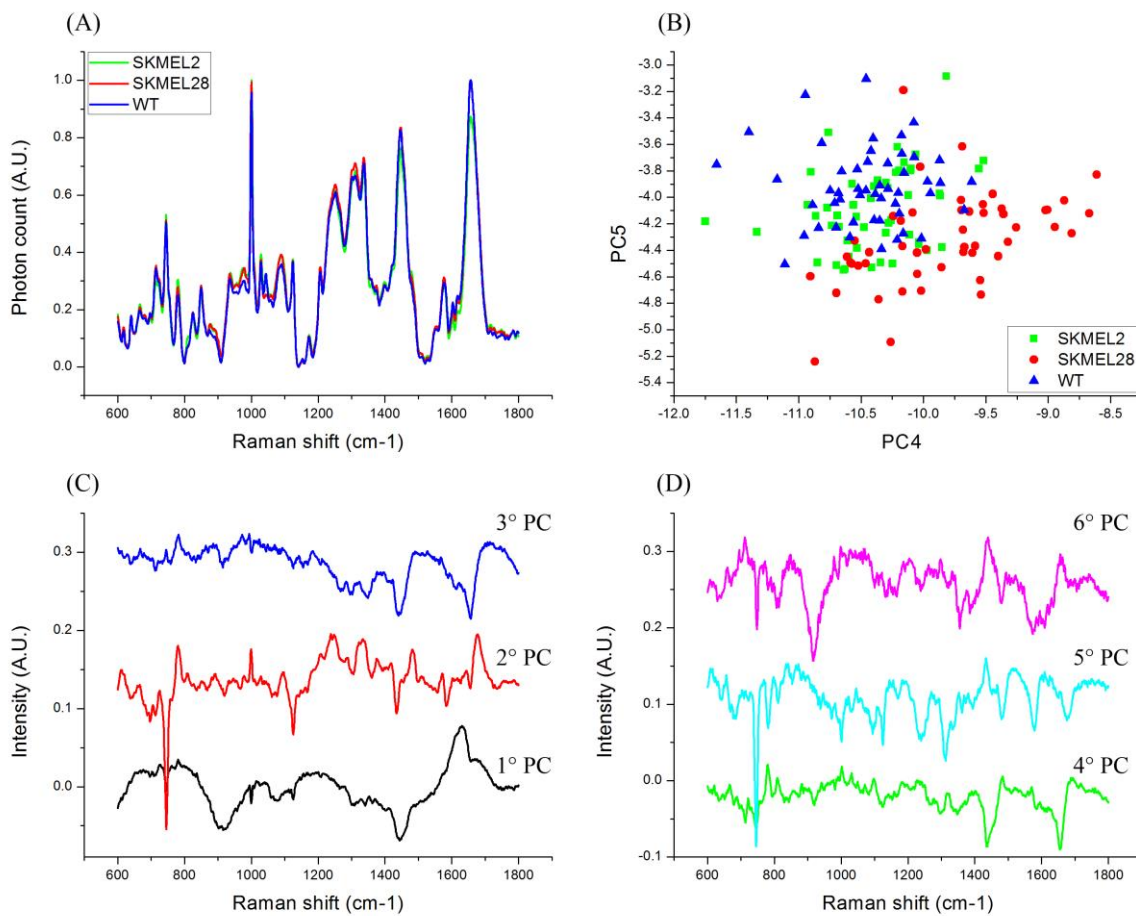 (A)
SKMEL2
SKMEL28
WT
1.0
0.8
0.6
0.4
0.2
0.0
Photon count (A.U.)
600 800 1000 1200 1400 1600 1800
Raman shift (cm-1)
(B)
-3.0
-3.2
-3.4
-3.6
-3.8
-4.0
-4.2
-4.4
-4.6
-4.8
-5.0
-5.2
-5.4
PC5
SKMEL2
SKMEL28
WT
-12.0 -11.5 -11.0 -10.5 -10.0 -9.5 -9.0 -8.5
PC4
(C)
3° PC
2° PC
1° PC
0.3
0.2
0.1
0.0
Intensity (A.U.)
600 800 1000 1200 1400 1600 1800
Raman shift (cm-1)
(D)
6° PC
5° PC
4° PC
0.3
0.2
0.1
0.0
-0.1
Intensity (A.U.)
600 800 1000 1200 1400 1600 1800
Raman shift (cm-1)